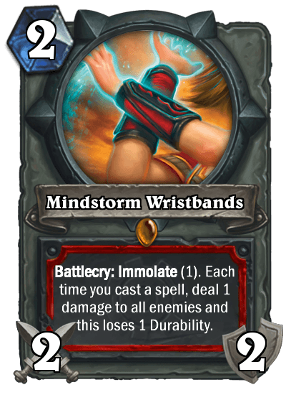 2
Mindstorm Wristbands
Battlecry: Immolate (1). Each
time you cast a spell, deal 1
damage to all enemies and
this loses 1 Durability.
2 2